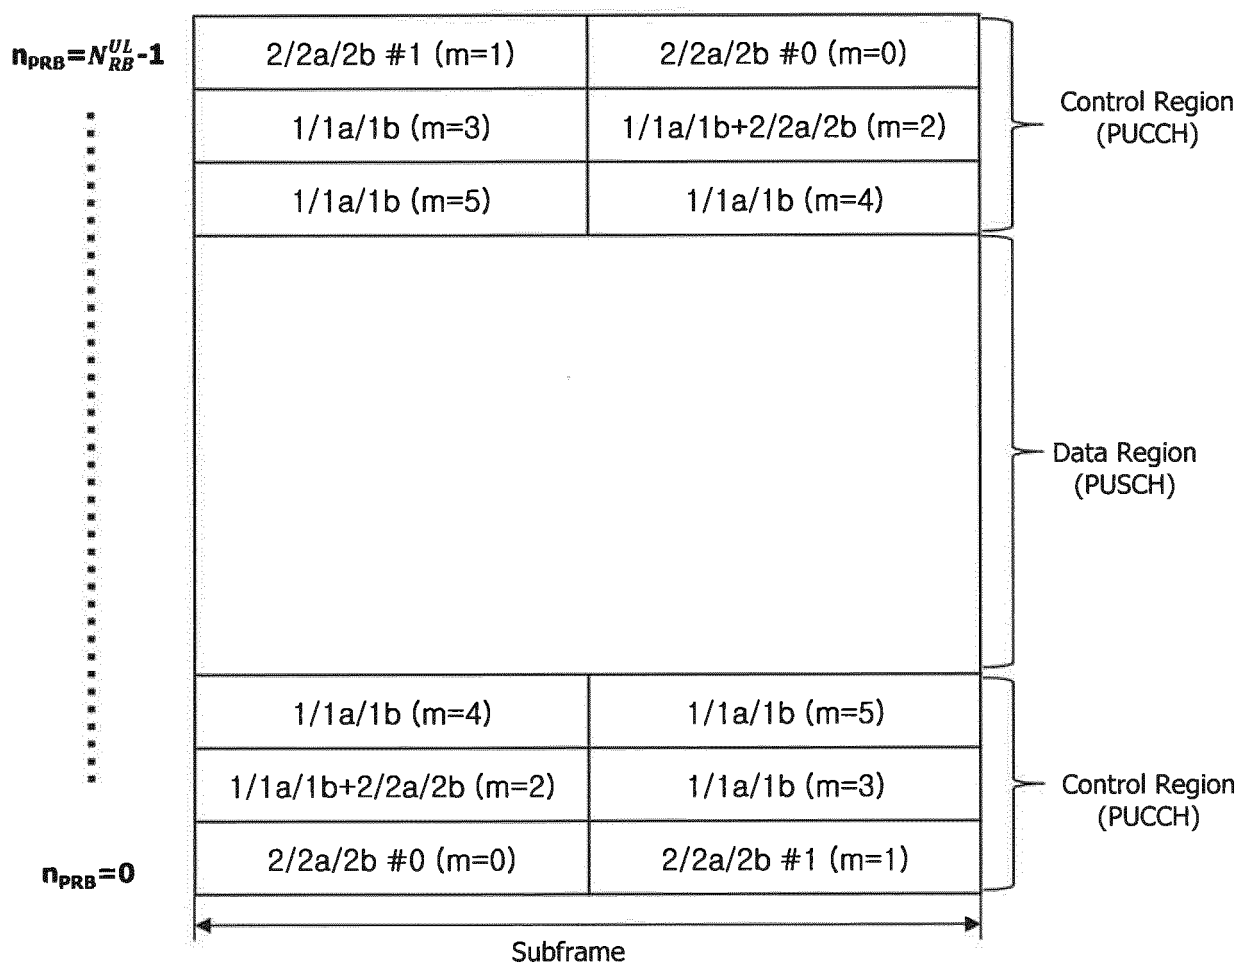 n_PRB=N_RB^UL-1
2/2a/2b #1 (m=1)
2/2a/2b #0 (m=0)
1/1a/1b (m=3)
1/1a/1b+2/2a/2b (m=2)
Control Region
(PUCCH)
1/1a/1b (m=5)
1/1a/1b (m=4)
Data Region
(PUSCH)
1/1a/1b (m=4)
1/1a/1b (m=5)
1/1a/1b+2/2a/2b (m=2)
1/1a/1b (m=3)
Control Region
(PUCCH)
n_PRB=0
2/2a/2b #0 (m=0)
2/2a/2b #1 (m=1)
Subframe